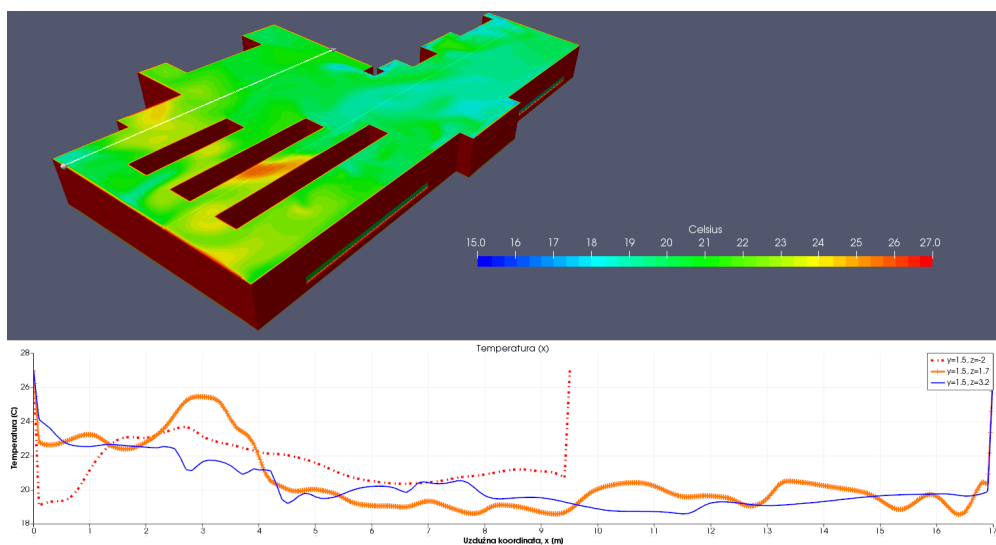 Celsius
15.0 16 17 18 19 20 21 22 23 24 25 26 27.0
Temperatura (x)
y=1.5, z=-2
y=1.5, z=1.7
y=1.5, z=3.2
28
26
24
22
20
18
Temperatura (C)
0 1 2 3 4 5 6 7 8 9 10 11 12 13 14 15 16 17
Uzdužna koordinata, x (m)